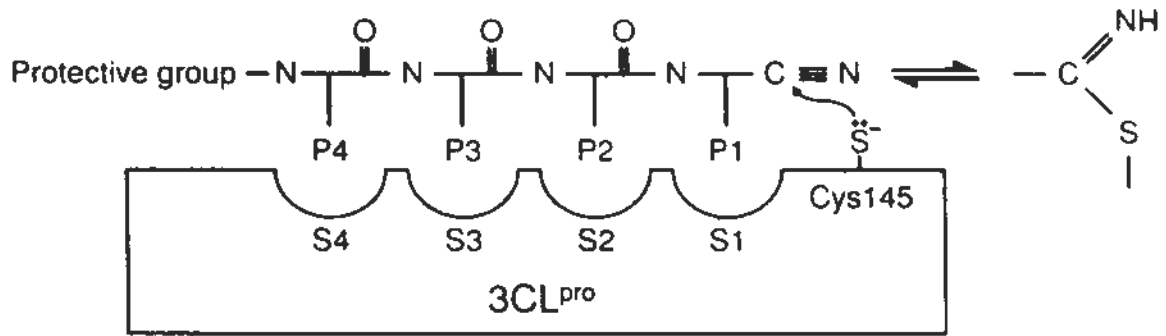 O O O NH
Protective group N N N N C N C
S
S̈⁻
P4 P3 P2 P1
Cys145
S4 S3 S2 S1
3CLpro